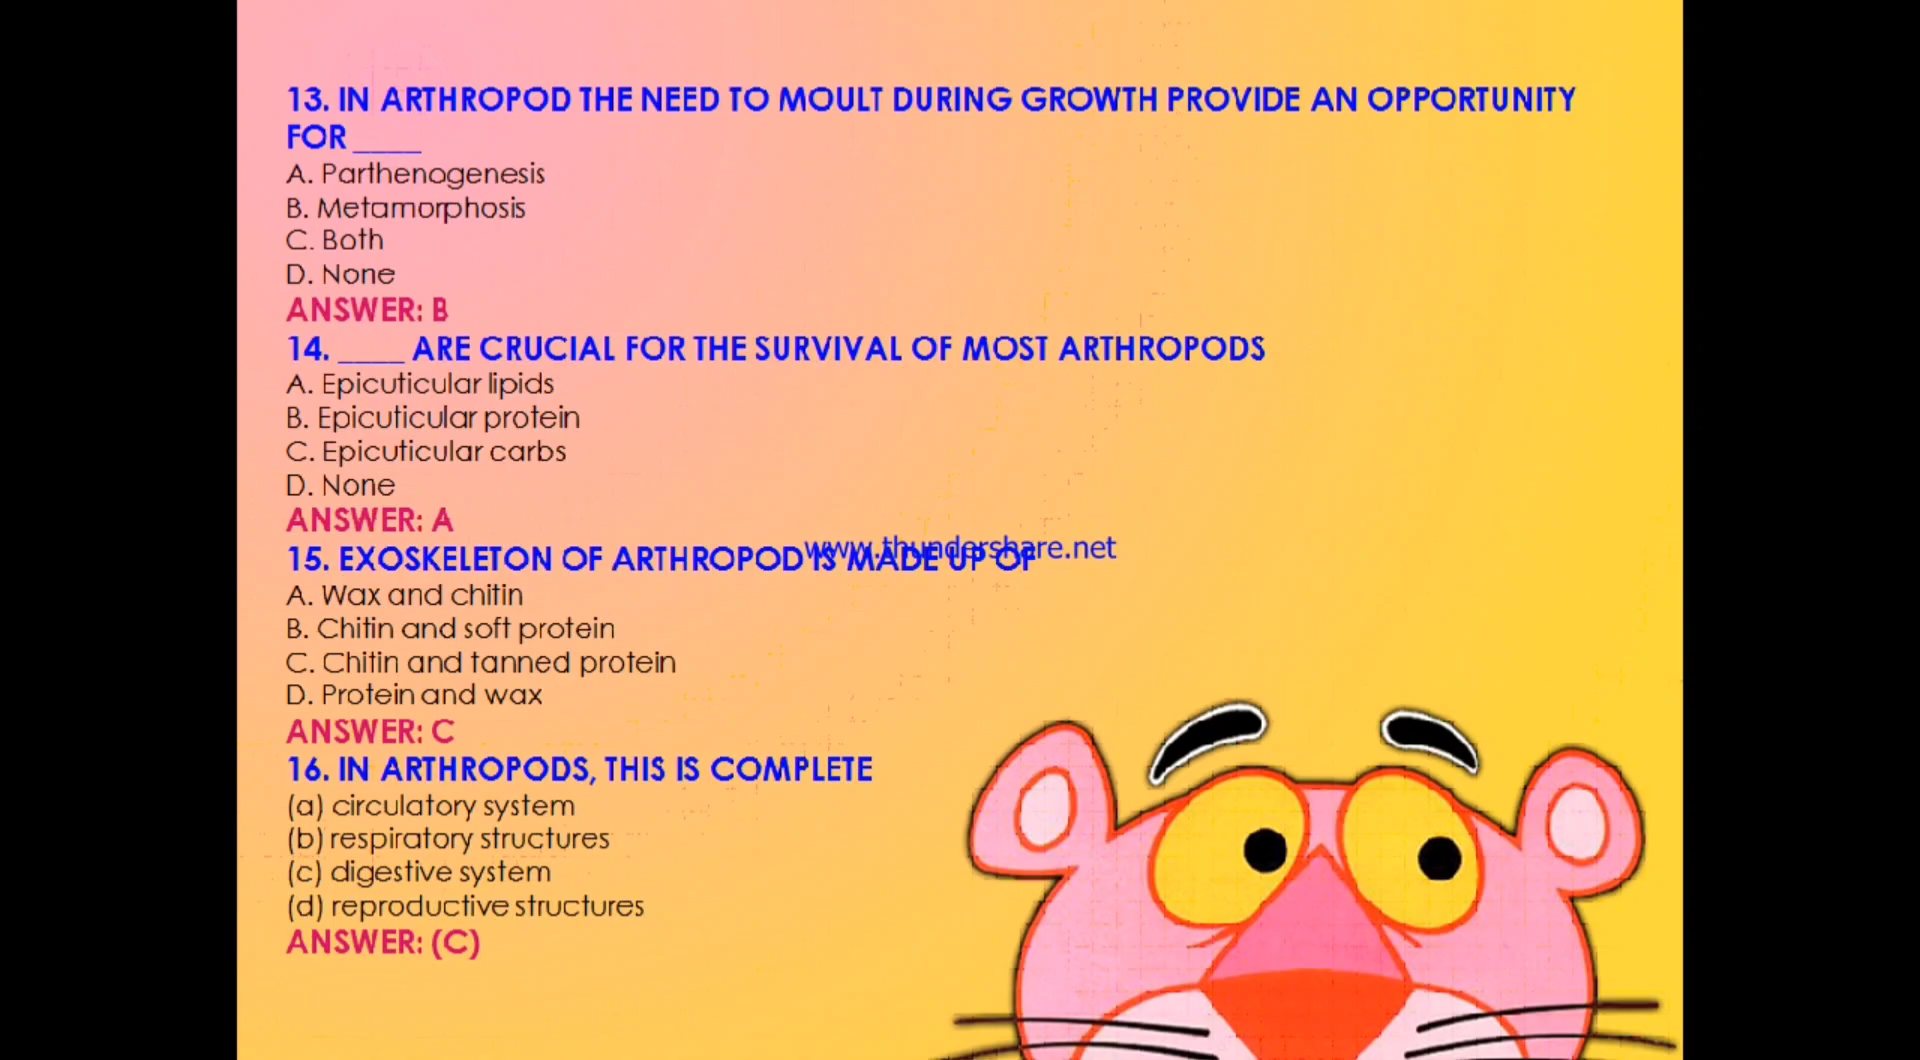 13. IN ARTHROPOD THE NEED TO MOULT DURING GROWTH PROVIDE AN OPPORTUNITY
FOR ____
A. Parthenogenesis
B. Metamorphosis
C. Both
D. None
ANSWER: B
14. ____ ARE CRUCIAL FOR THE SURVIVAL OF MOST ARTHROPODS
A. Epicuticular lipids
B. Epicuticular protein
C. Epicuticular carbs
D. None
ANSWER: A
www.thundershare.net
15. EXOSKELETON OF ARTHROPOD IS MADE UP OF
A. Wax and chitin
B. Chitin and soft protein
C. Chitin and tanned protein
D. Protein and wax
ANSWER: C
16. IN ARTHROPODS, THIS IS COMPLETE
(a) circulatory system
(b) respiratory structures
(c) digestive system
(d) reproductive structures
ANSWER: (C)